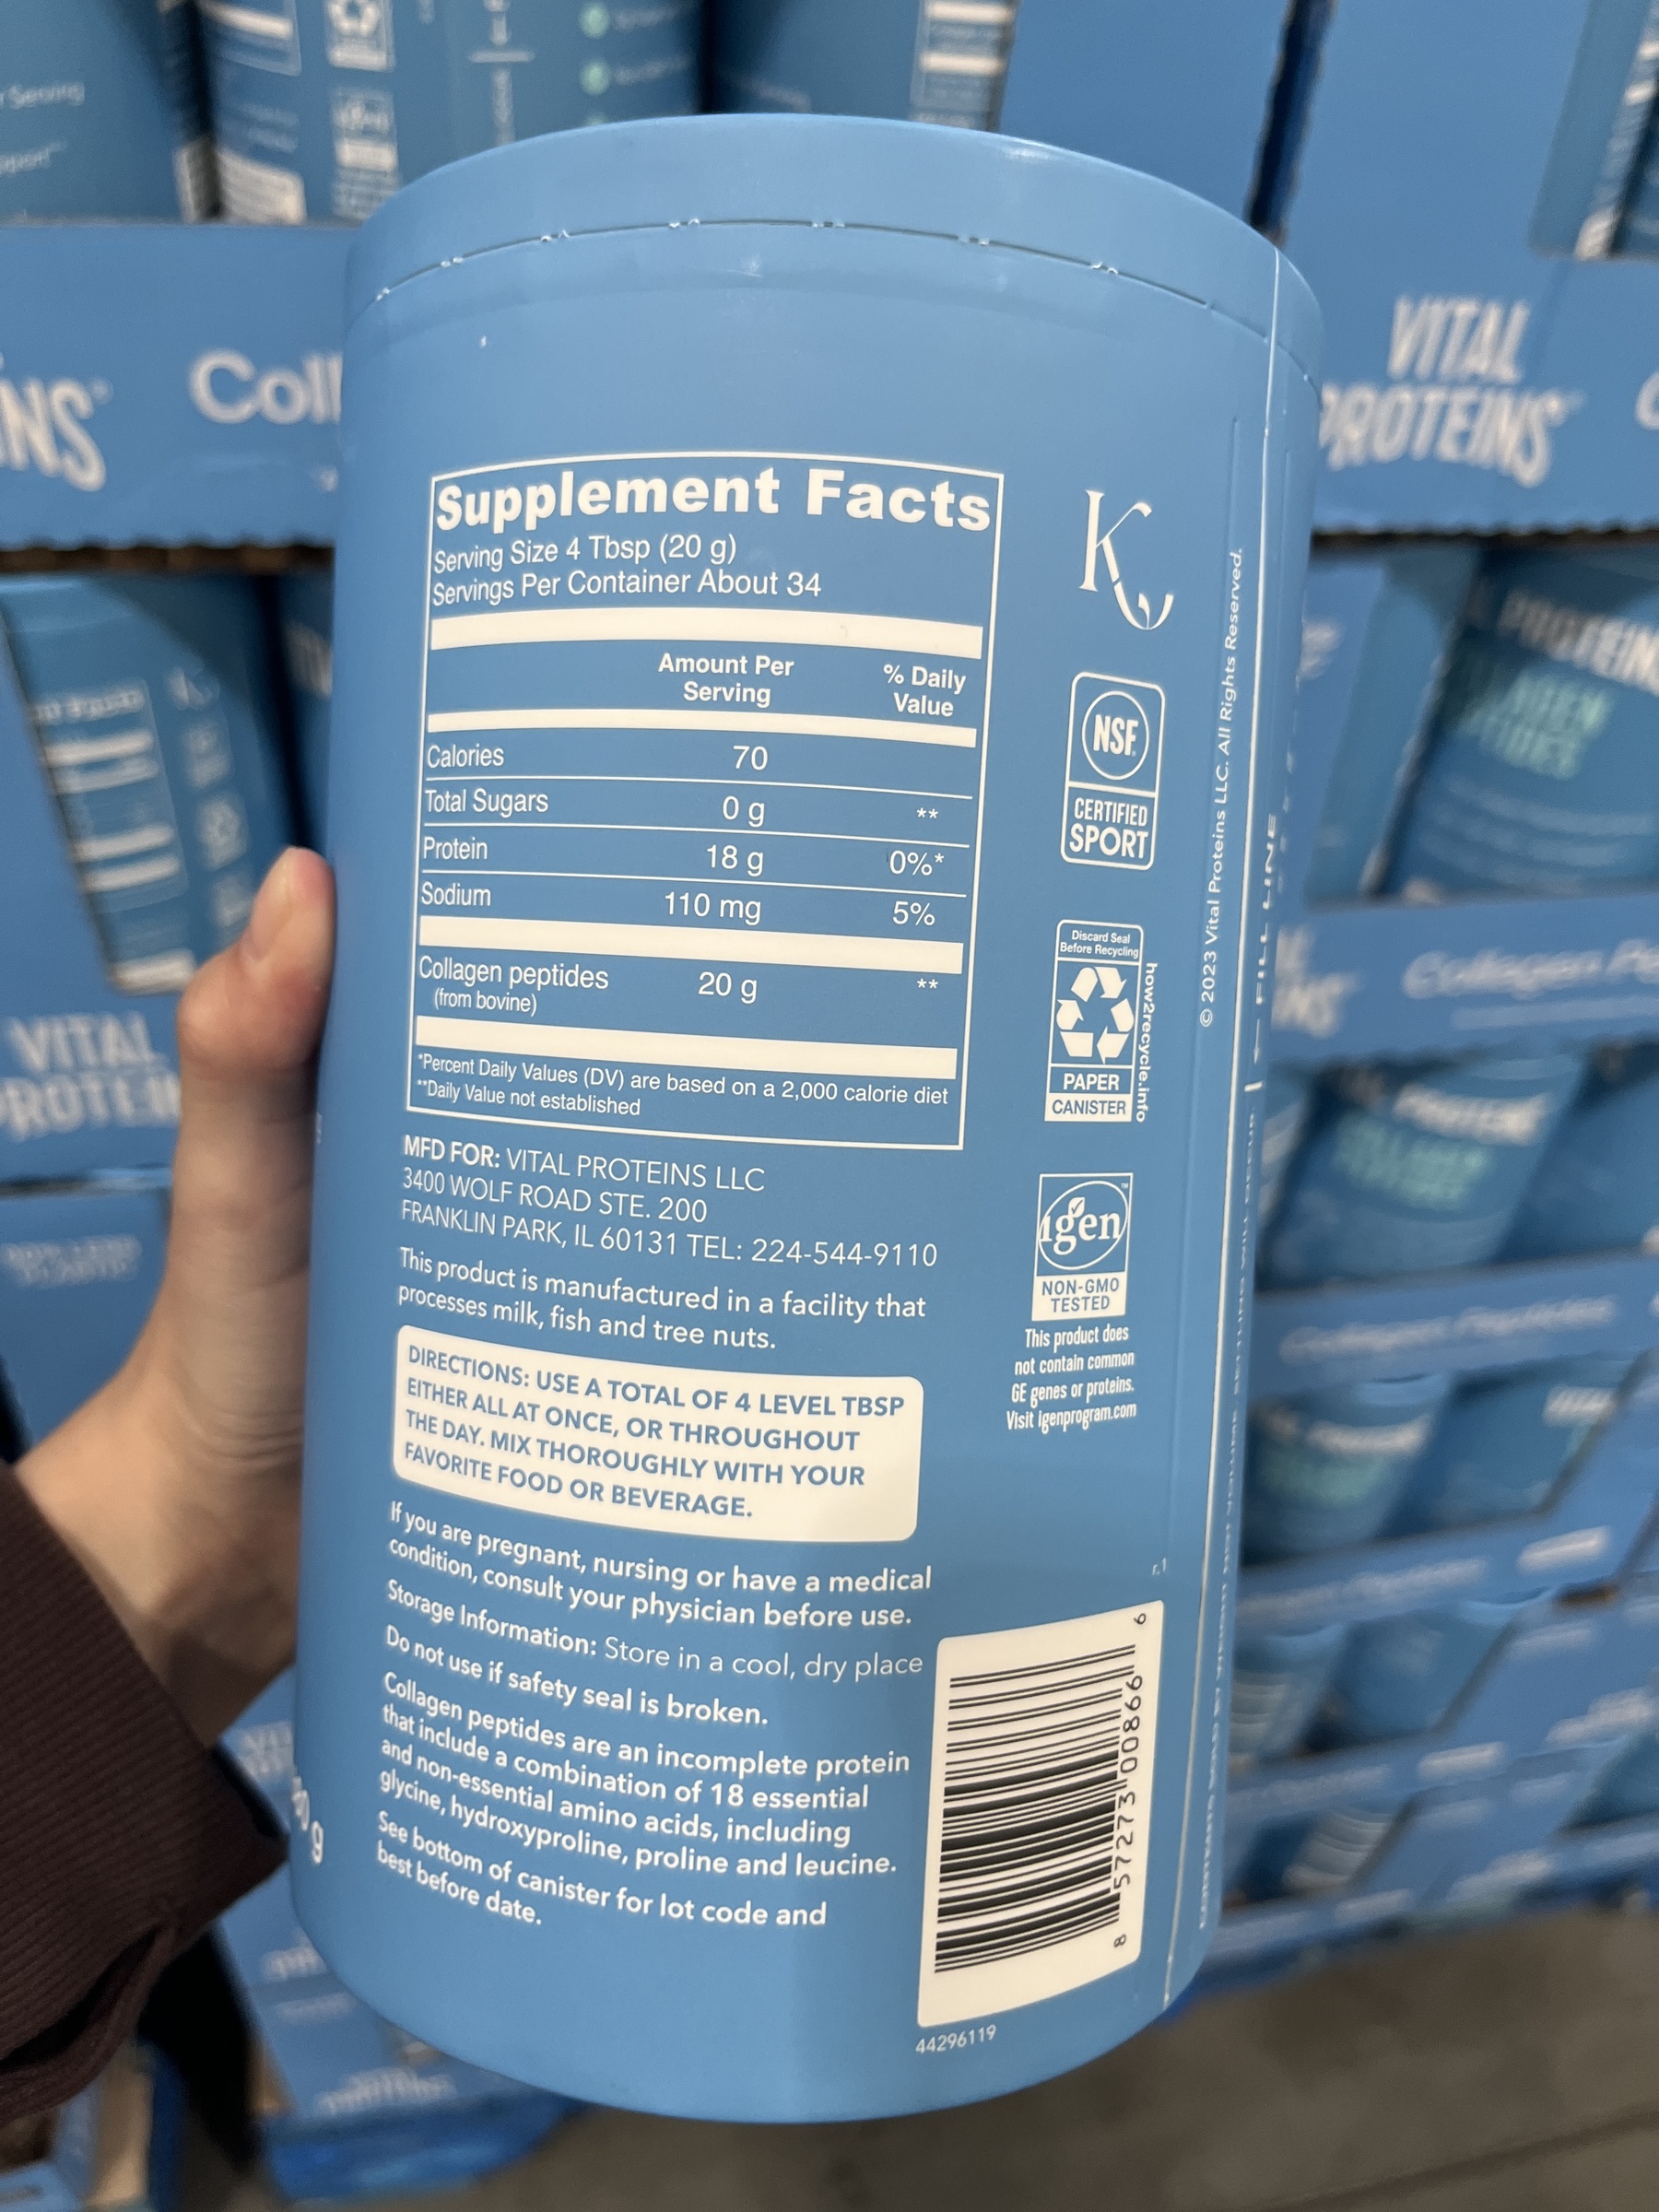 Serving
VITAL
PROTEINS
Coll
Supplement Facts
Serving Size 4 Tbsp (20 g)
Servings Per Container About 34
Amount Per
Serving
% Daily
Value
Calories 70
Total Sugars 0 g **
Protein 18 g 0%*
Sodium 110 mg 5%
Collagen peptides 20 g **
(from bovine)
*Percent Daily Values (DV) are based on a 2,000 calorie diet
**Daily Value not established
MFD FOR: VITAL PROTEINS LLC
3400 WOLF ROAD STE. 200
FRANKLIN PARK, IL 60131 TEL: 224-544-9110
This product is manufactured in a facility that
processes milk, fish and tree nuts.
DIRECTIONS: USE A TOTAL OF 4 LEVEL TBSP
EITHER ALL AT ONCE, OR THROUGHOUT
THE DAY. MIX THOROUGHLY WITH YOUR
FAVORITE FOOD OR BEVERAGE.
If you are pregnant, nursing or have a medical
condition, consult your physician before use.
Storage Information: Store in a cool, dry place
Do not use if safety seal is broken.
Collagen peptides are an incomplete protein
that include a combination of 18 essential
and non-essential amino acids, including
glycine, hydroxyproline, proline and leucine.
See bottom of canister for lot code and
best before date.
K
NSF®
CERTIFIED
SPORT
Discard Seal
Before Recycling
PAPER
CANISTER
how2recycle.info
igen™
NON-GMO
TESTED
This product does
not contain common
GE genes or proteins.
Visit igenprogram.com
© 2023 Vital Proteins LLC. All Rights Reserved.
FILL LINE
r.1
8 57273 00866 6
44296119
VITAL
PROTEINS
Collagen